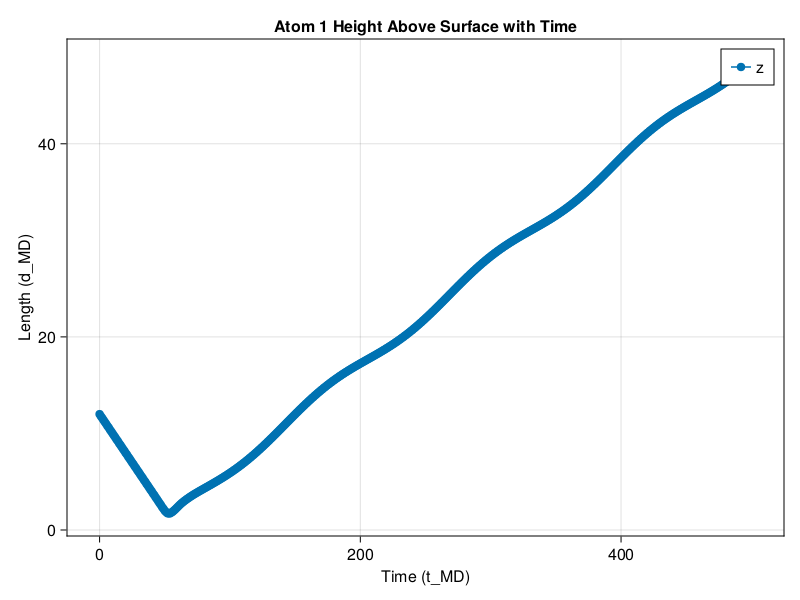 Atom 1 Height Above Surface with Time
z
40
20
0
Length (d_MD)
0 200 400
Time (t_MD)